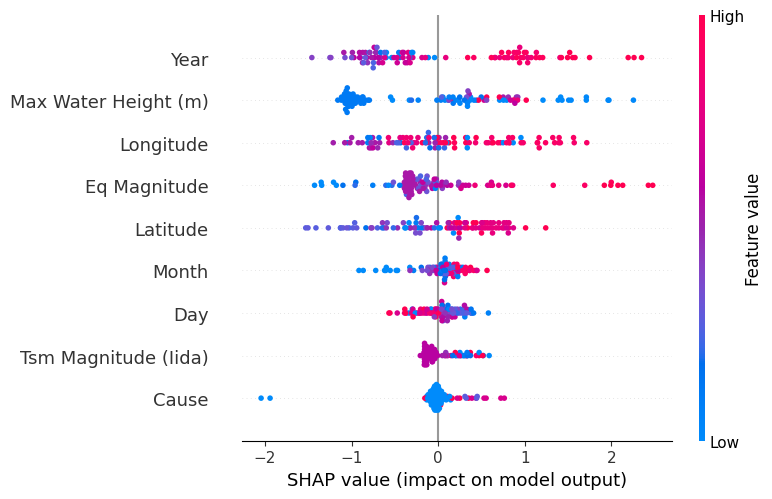 High
Year
Max Water Height (m)
Longitude
Eq Magnitude
Latitude
Month
Day
Tsm Magnitude (Iida)
Cause
Feature value
Low
−2
−1
0
1
2
SHAP value (impact on model output)